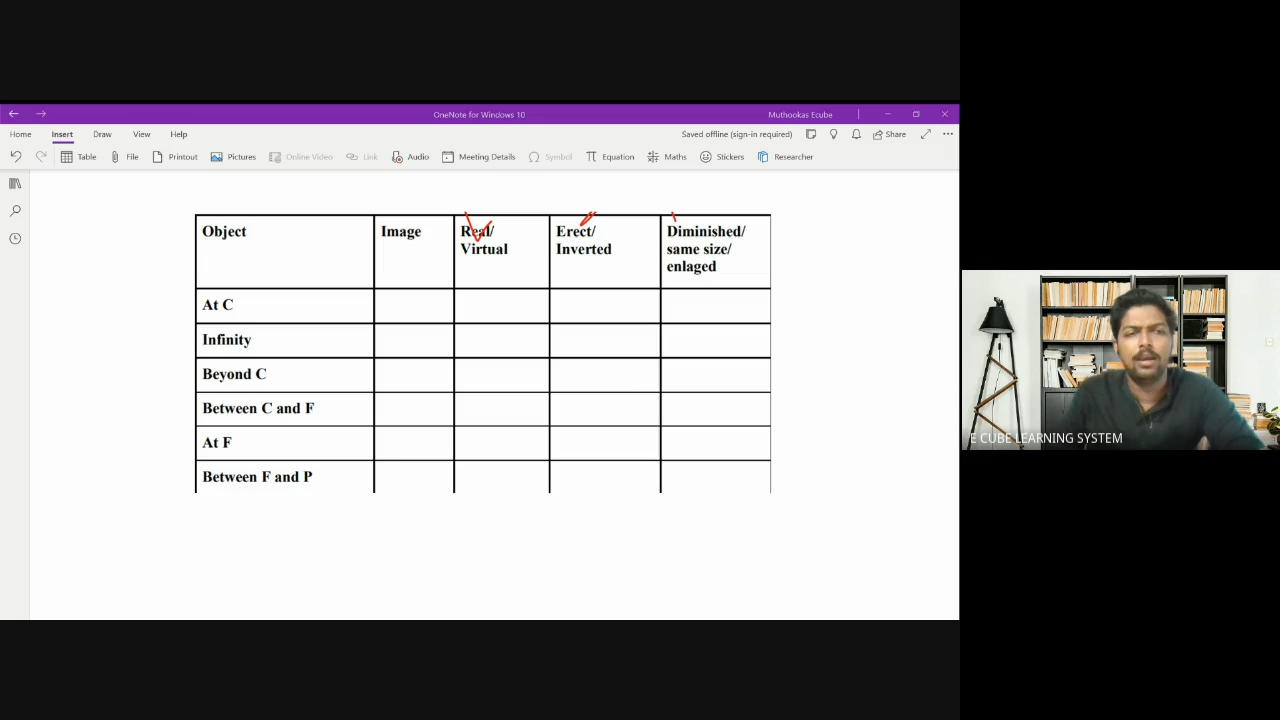 OneNote for Windows 10
Muthookas Ecube
Home Insert Draw View Help
Saved offline (sign-in required)
Share
Table File Printout Pictures Online Video Link Audio Meeting Details Symbol Equation Maths Stickers Researcher
Object
Image
Real/
Virtual
Erect/
Inverted
Diminished/
same size/
enlaged
At C
Infinity
Beyond C
Between C and F
At F
Between F and P
E CUBE LEARNING SYSTEM